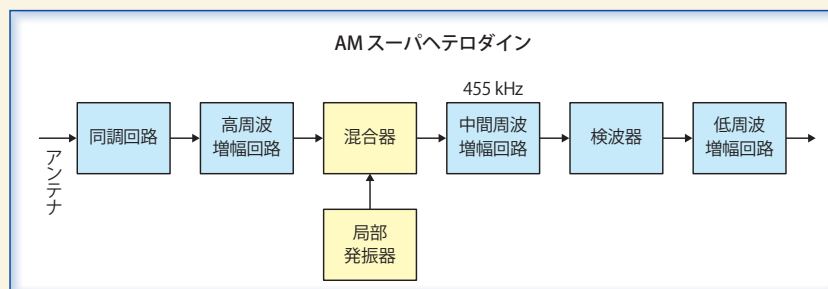 AM スーパヘテロダイン
455 kHz
アンテナ
同調回路
高周波
増幅回路
混合器
中間周波
増幅回路
検波器
低周波
増幅回路
局部
発振器